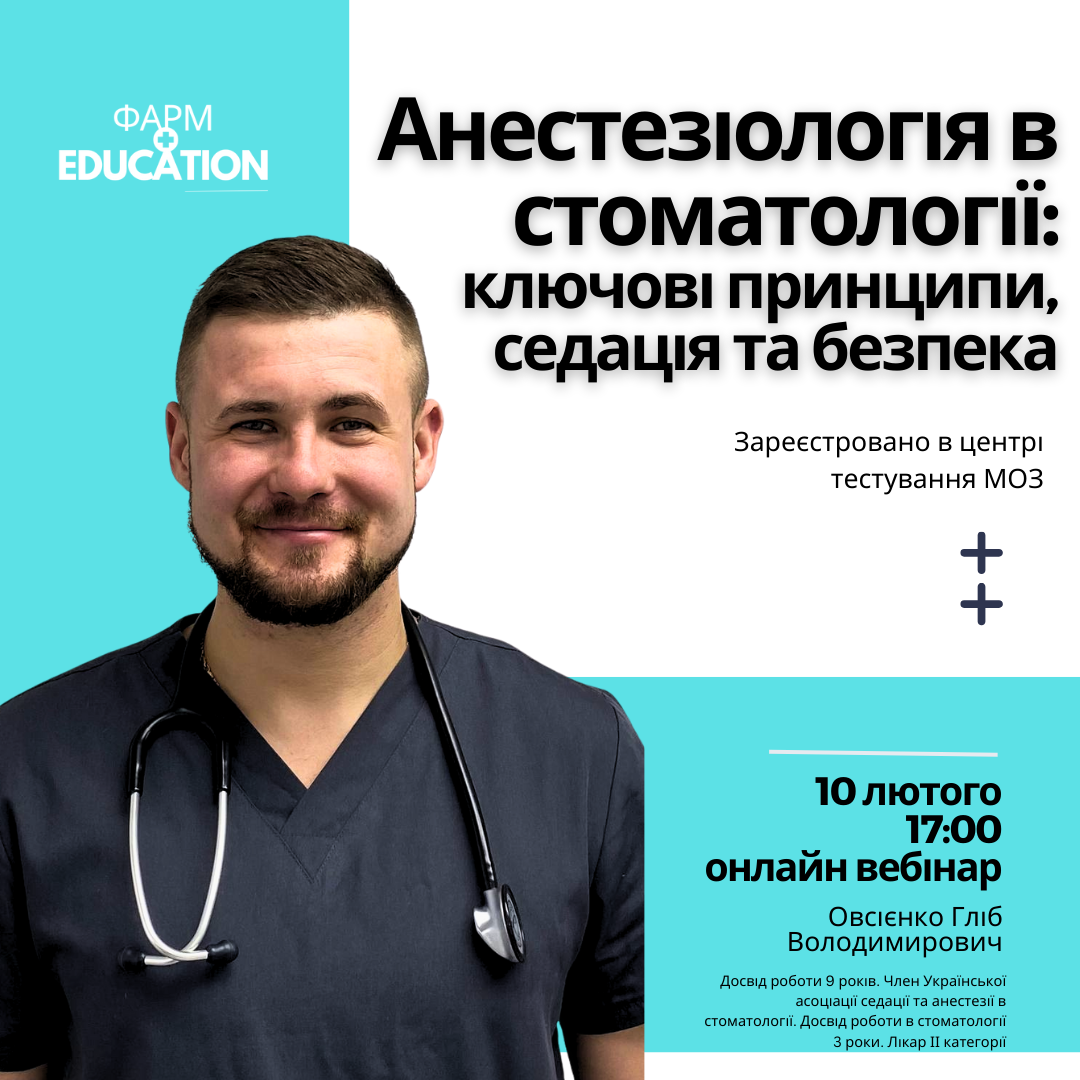 ФАРМ
EDUCATION
Анестезіологія в
стоматології:
ключові принципи,
седація та безпека
Зареєстровано в центрі
тестування МОЗ
10 лютого
17:00
онлайн вебінар
Овсієнко Гліб
Володимирович
Досвід роботи 9 років. Член Української
асоціації седації та анестезії в
стоматології. Досвід роботи в стоматології
3 роки. Лікар II категорії